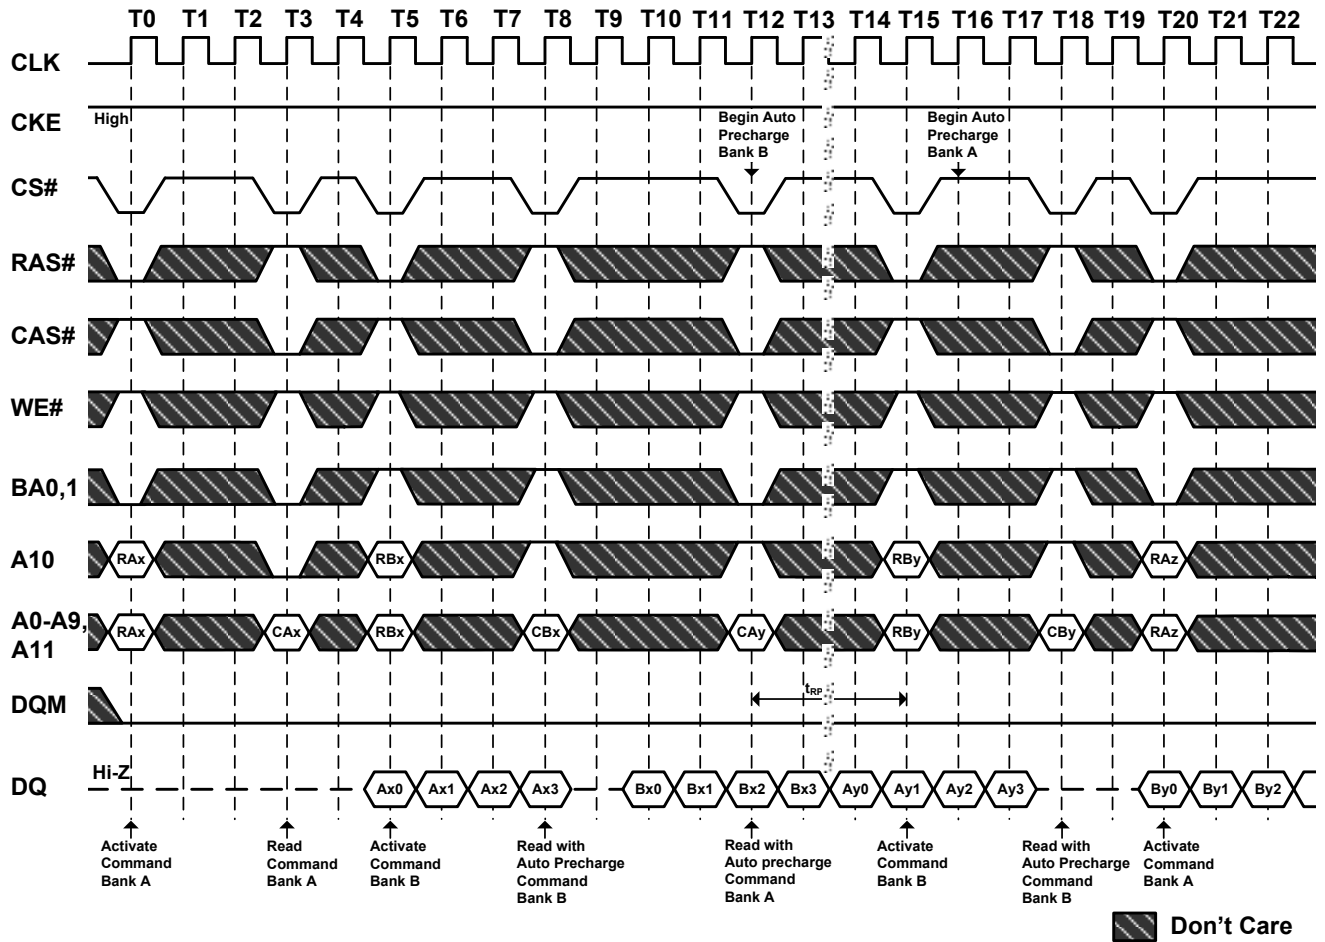 T0 T1 T2 T3 T4 T5 T6 T7 T8 T9 T10 T11 T12 T13 T14 T15 T16 T17 T18 T19 T20 T21 T22
CLK
CKE
High
Begin Auto
Precharge
Bank B
Begin Auto
Precharge
Bank A
CS#
RAS#
CAS#
WE#
BA0,1
A10
RAx RBx RBy RAz
A0-A9,
A11
RAx CAx RBx CBx CAy RBy CBy RAz
DQM
tRP
DQ
Hi-Z
Ax0 Ax1 Ax2 Ax3 Bx0 Bx1 Bx2 Bx3 Ay0 Ay1 Ay2 Ay3 By0 By1 By2
Activate
Command
Bank A
Read
Command
Bank A
Activate
Command
Bank B
Read with
Auto Precharge
Command
Bank B
Read with
Auto precharge
Command
Bank A
Activate
Command
Bank B
Read with
Auto Precharge
Command
Bank B
Activate
Command
Bank A
Don't Care